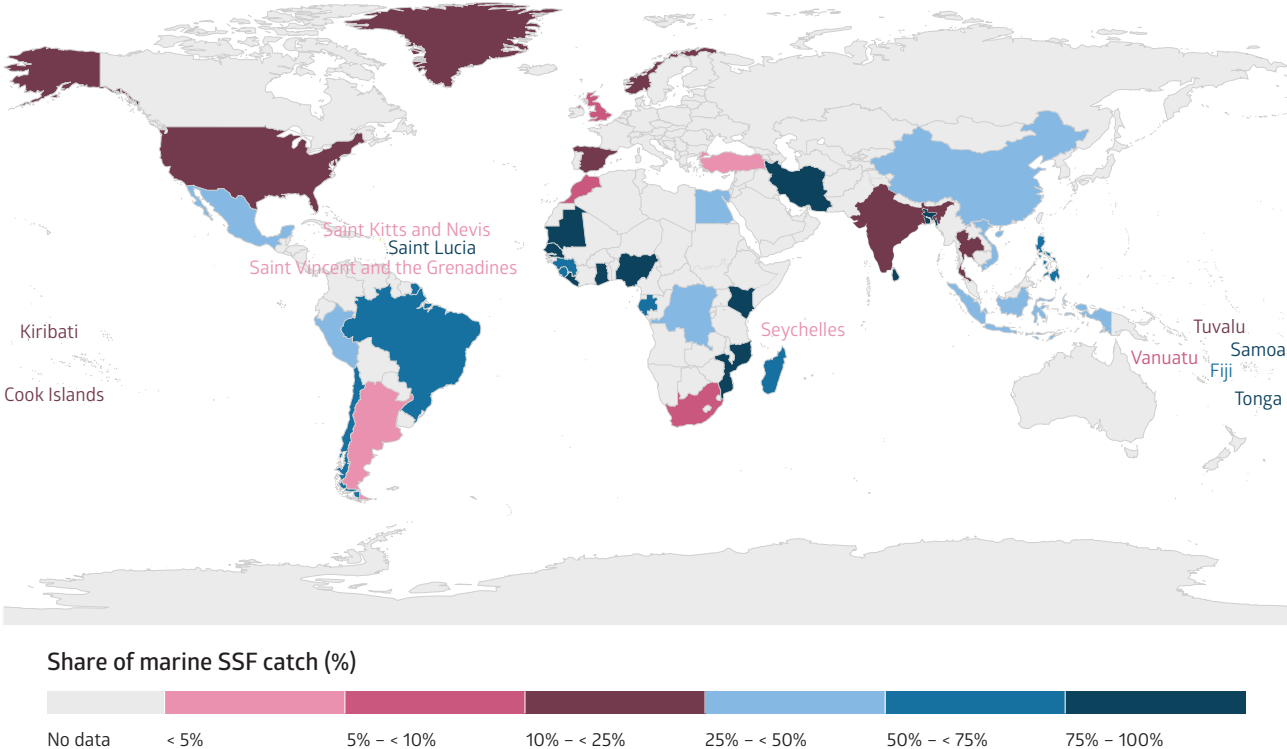 Saint Kitts and Nevis
Saint Lucia
Saint Vincent and the Grenadines
Kiribati
Seychelles
Tuvalu
Samoa
Vanuatu
Fiji
Cook Islands
Tonga
Share of marine SSF catch (%)
No data < 5% 5% – < 10% 10% – < 25% 25% – < 50% 50% – < 75% 75% – 100%